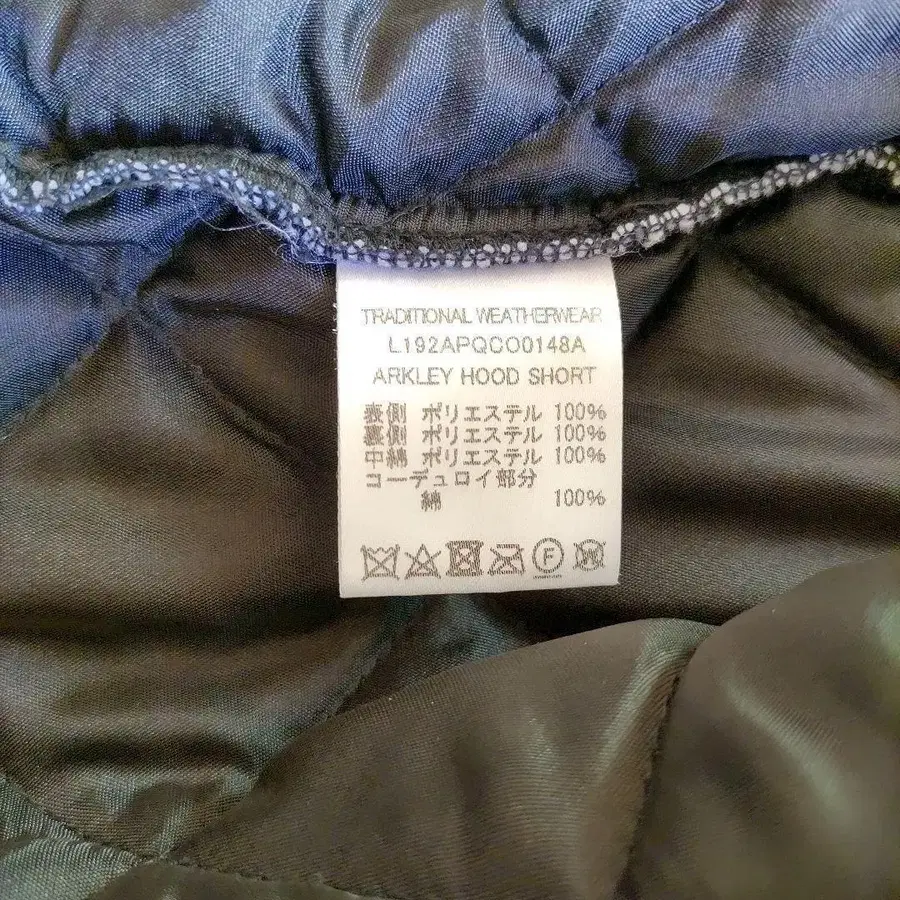 TRADITIONAL WEATHERWEAR
L192APQCO0148A
ARKLEY HOOD SHORT
表側 ポリエステル 100%
裏側 ポリエステル 100%
中綿 ポリエステル 100%
コーデュロイ部分
綿 100%
F